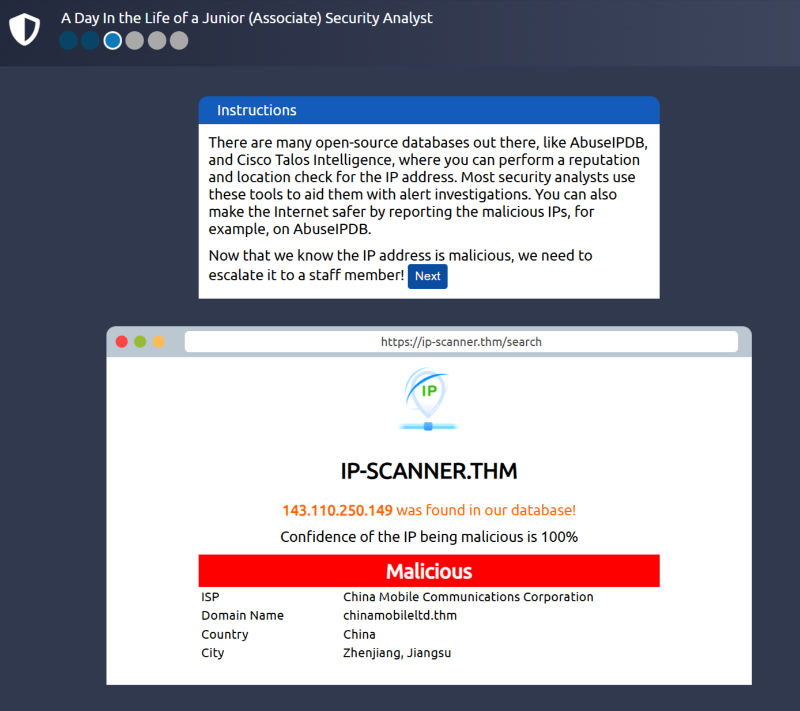 A Day In the Life of a Junior (Associate) Security Analyst
Instructions
There are many open-source databases out there, like AbuseIPDB,
and Cisco Talos Intelligence, where you can perform a reputation
and location check for the IP address. Most security analysts use
these tools to aid them with alert investigations. You can also
make the Internet safer by reporting the malicious IPs, for
example, on AbuseIPDB.
Now that we know the IP address is malicious, we need to
escalate it to a staff member! Next
https://ip-scanner.thm/search
IP
IP-SCANNER.THM
143.110.250.149 was found in our database!
Confidence of the IP being malicious is 100%
Malicious
ISP China Mobile Communications Corporation
Domain Name chinamobileltd.thm
Country China
City Zhenjiang, Jiangsu